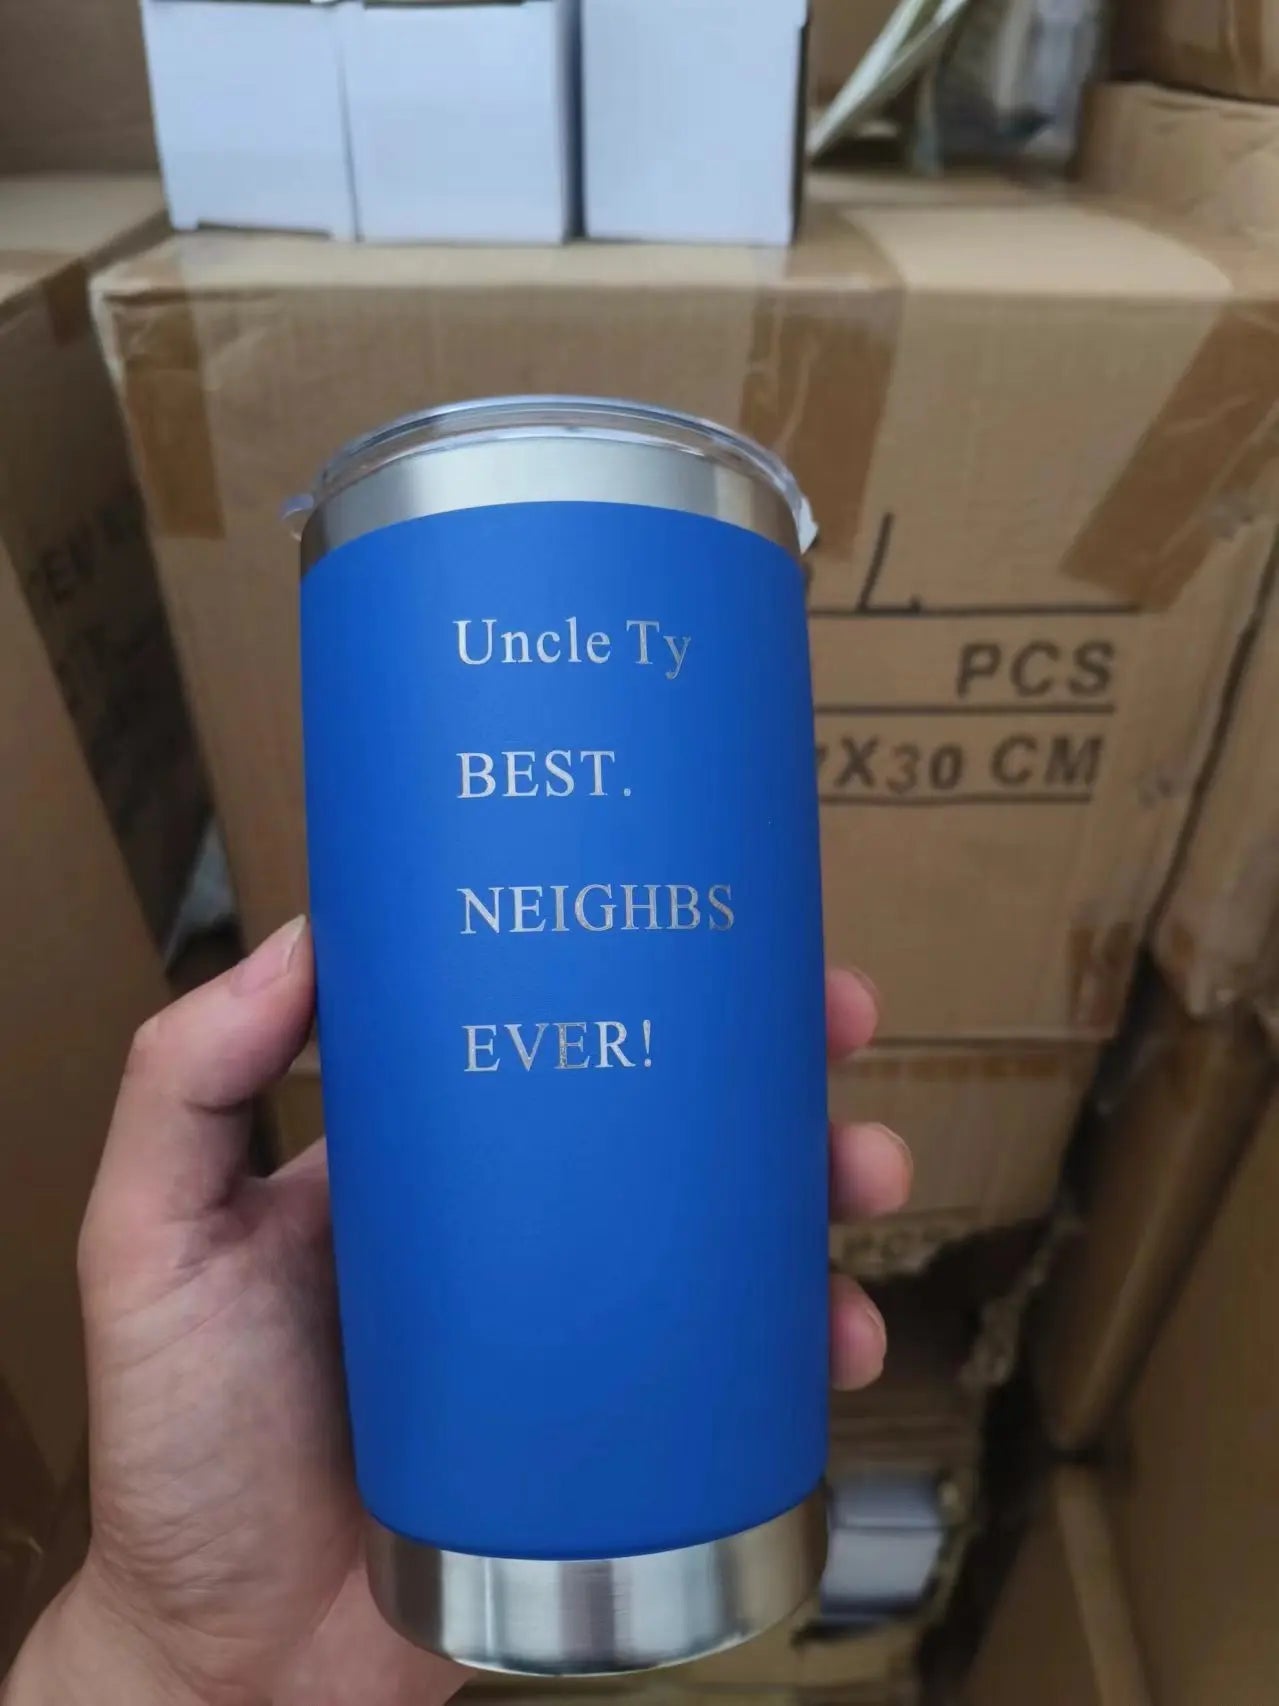 Uncle Ty
BEST.
NEIGHBS
EVER!
L
PCS
X30 CM